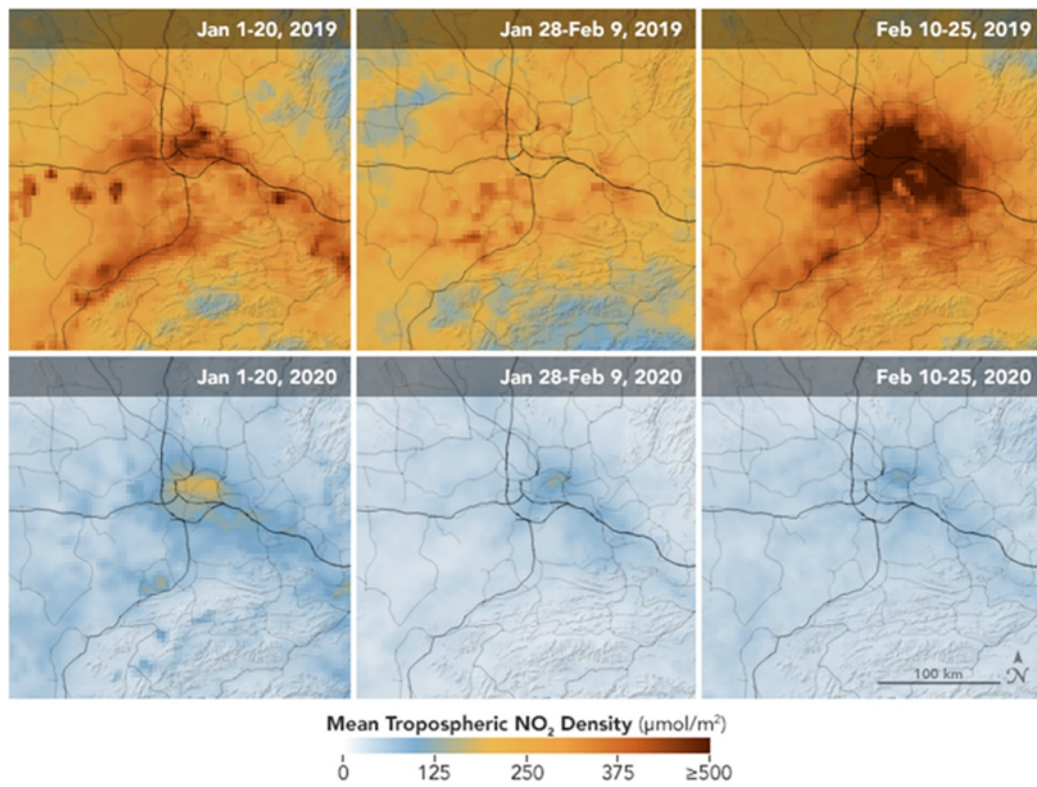 Jan 1-20, 2019
Jan 28-Feb 9, 2019
Feb 10-25, 2019
Jan 1-20, 2020
Jan 28-Feb 9, 2020
Feb 10-25, 2020
100 km
N
Mean Tropospheric NO₂ Density (µmol/m²)
0 125 250 375 ≥500